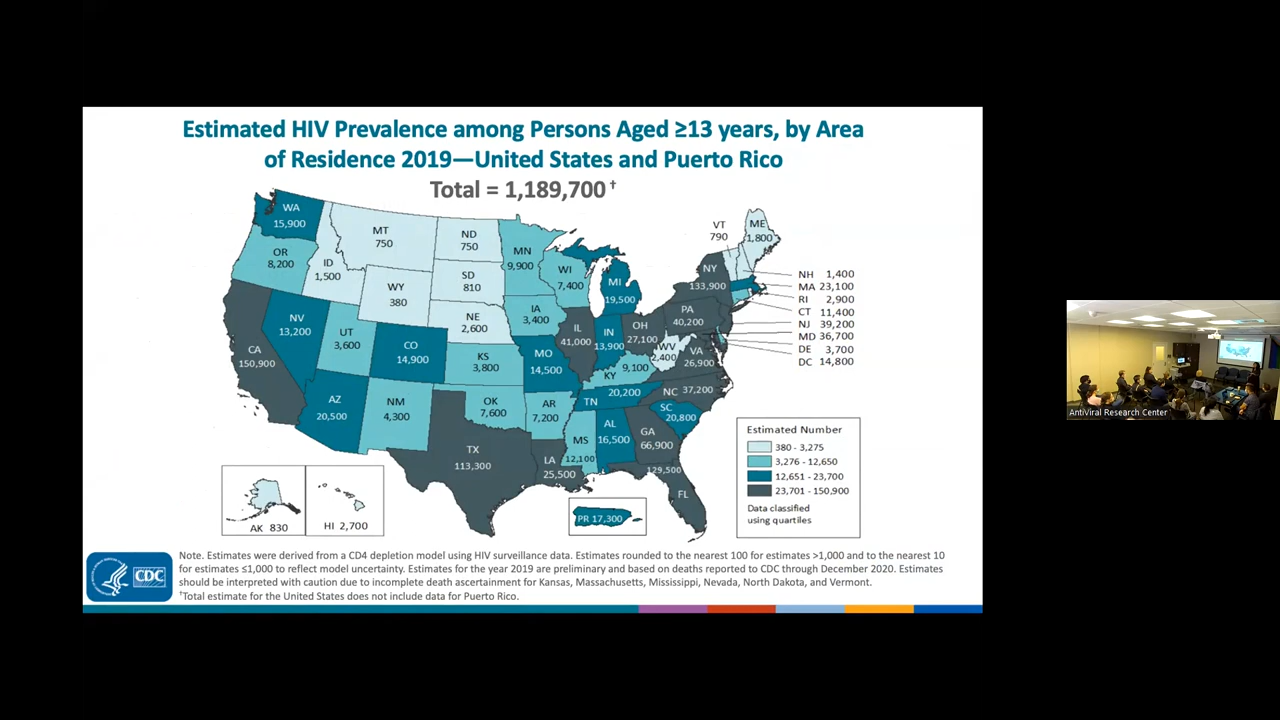 Estimated HIV Prevalence among Persons Aged ≥13 years, by Area
of Residence 2019—United States and Puerto Rico
Total = 1,189,700†
WA
15,900
OR
8,200
CA
150,900
NV
13,200
ID
1,500
MT
750
WY
380
UT
3,600
AZ
20,500
CO
14,900
NM
4,300
ND
750
SD
810
NE
2,600
KS
3,800
OK
7,600
TX
113,300
MN
9,900
IA
3,400
MO
14,500
AR
7,200
LA
25,500
WI
7,400
IL
41,000
MI
19,500
IN
13,900
OH
27,100
KY
9,100
TN
20,200
MS
12,100
AL
16,500
GA
66,900
FL
129,500
SC
20,800
NC 37,200
VA
26,900
WV
2,400
PA
40,200
NY
133,900
VT
790
ME
1,800
NH 1,400
MA 23,100
RI 2,900
CT 11,400
NJ 39,200
MD 36,700
DE 3,700
DC 14,800
AK 830
HI 2,700
PR 17,300
Estimated Number
380 - 3,275
3,276 - 12,650
12,651 - 23,700
23,701 - 150,900
Data classified
using quartiles
CDC
Note. Estimates were derived from a CD4 depletion model using HIV surveillance data. Estimates rounded to the nearest 100 for estimates >1,000 and to the nearest 10
for estimates ≤1,000 to reflect model uncertainty. Estimates for the year 2019 are preliminary and based on deaths reported to CDC through December 2020. Estimates
should be interpreted with caution due to incomplete death ascertainment for Kansas, Massachusetts, Mississippi, Nevada, North Dakota, and Vermont.
†Total estimate for the United States does not include data for Puerto Rico.
AntiViral Research Center